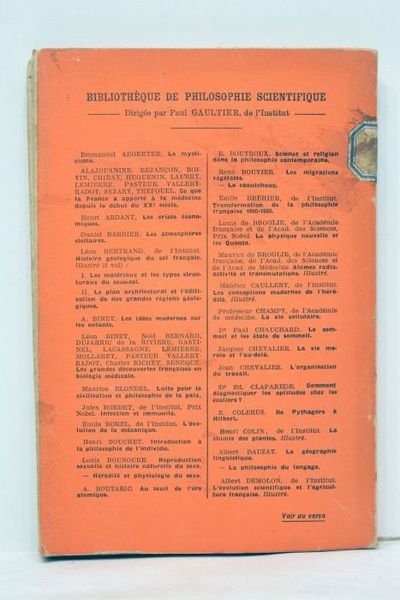 BIBLIOTHÈQUE DE PHILOSOPHIE SCIENTIFIQUE
Dirigée par Paul GAULTIER, de l'Institut
Emmanuel AEGERTER. Le mysti-
cisme.
ALAJOUANINE, BEZANÇON, BOI-
VIN, CHIRAY, HUGUENIN, LAUBRY,
LEMIERRE, PASTEUR VALLERY-
RADOT, SEZARY, TREFOUEL. Ce que
la France a apporté à la médecine
depuis le début du XXe siècle.
Henri ARDANT. Les crises écono-
miques.
Daniel BARBIER. Les atmosphères
stellaires.
Léon BERTRAND, de l'Institut.
Histoire géologique du sol français.
Illustré (2 vol)
I. Les matériaux et les types struc-
turaux du sous-sol.
II. Le plan architectural et l'édifi-
cation de nos grandes régions géolo-
giques.
A. BINET. Les idées modernes sur
les enfants.
Léon BINET, Noël BERNARD,
DUJARRIC de la RIVIERE, GASTI-
NEL, LACASSAGNE, LEMIERRE,
MOLLARET, PASTEUR VALLERY-
RADOT, Charles RICHET, SENEQUE.
Les grandes découvertes françaises en
biologie médicale.
Maurice BLONDEL. Lutte pour la
civilisation et philosophie de la paix.
Jules BORDET, de l'Institut, Prix
Nobel. Infection et immunité.
Emile BOREL, de l'Institut. L'évo-
lution de la mécanique.
Henri BOUCHET. Introduction à
la philosophie de l'individu.
Louis BOUNOURE. Reproduction
sexuelle et histoire naturelle du sexe.
— Hérédité et physiologie du sexe.
A. BOUTARIC. Au seuil de l'ère
atomique.
E. BOUTROUX. Science et religion
dans la philosophie contemporaine.
René BOUVIER. Les migrations
végétales.
— Le caoutchouc.
Emile BREHIER, de l'Institut.
Transformation de la philosophie
française 1900-1950.
Louis de BROGLIE, de l'Académie
française et de l'Acad. des Sciences,
Prix Nobel. La physique nouvelle et
les Quanta.
Maurice de BROGLIE, de l'Académie
française, de l'Acad. des Sciences et
de l'Acad. de Médecine Atomes radio-
activité et transmutations. Illustré.
Maurice CAULLERY, de l'Institut.
Les conceptions modernes de l'héré-
dité, Illustré.
Professeur CHAMPY, de l'Académie
de médecine. La vie cellulaire.
Dr Paul CHAUCHARD. Le som-
meil et les états de sommeil.
Jacques CHEVALIER. La vie mo-
rale et l'au-delà.
Jean CHEVALIER. L'organisation
du travail.
Dr Ed. CLAPAREDE. Comment
diagnostiquer les aptitudes chez les
écoliers ?
E. COLERUS. De Pythagore à
Hilbert.
Henri COLIN, de l'Institut. La
chimie des plantes. Illustré.
Albert DAUZAT. La géographie
linguistique.
— La philosophie du langage.
Albert DEMOLON, de l'Institut.
L'évolution scientifique et l'agricul-
ture française. Illustré.
Voir au verso